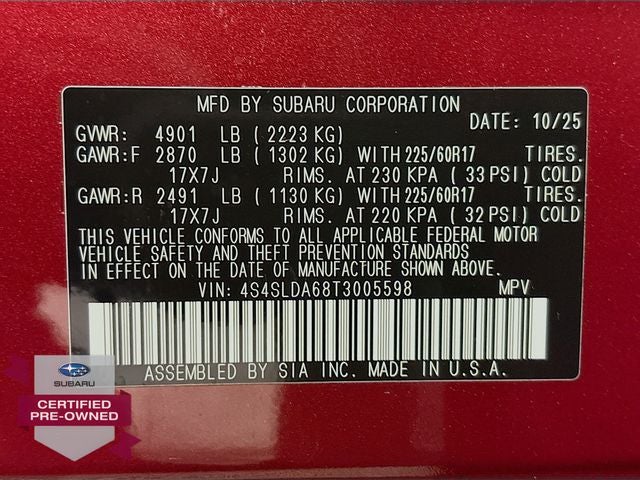 MFD BY SUBARU CORPORATION
DATE: 10/25
GVWR: 4901 LB (2223 KG)
GAWR:F 2870 LB (1302 KG) WITH 225/60R17 TIRES.
17X7J RIMS. AT 230 KPA (33 PSI) COLD
GAWR:R 2491 LB (1130 KG) WITH 225/60R17 TIRES.
17X7J RIMS. AT 220 KPA (32 PSI) COLD
THIS VEHICLE CONFORMS TO ALL APPLICABLE FEDERAL MOTOR
VEHICLE SAFETY AND THEFT PREVENTION STANDARDS
IN EFFECT ON THE DATE OF MANUFACTURE SHOWN ABOVE.
VIN: 4S4SLDA68T3005598 MPV
ASSEMBLED BY SIA INC. MADE IN U.S.A.
SUBARU
CERTIFIED
PRE-OWNED